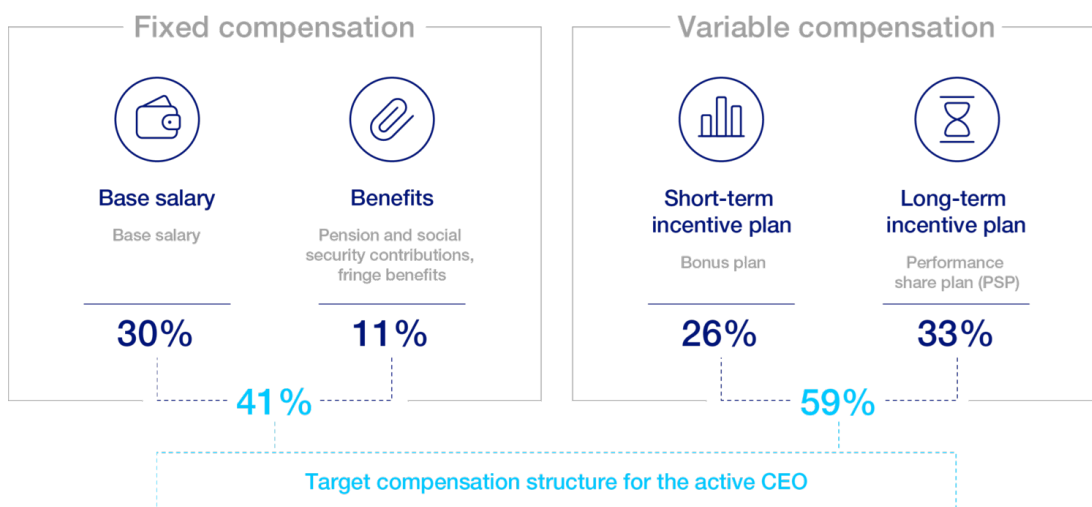 Fixed compensation
Variable compensation
Base salary
Base salary
30%
Benefits
Pension and social
security contributions,
fringe benefits
11%
41%
Short-term
incentive plan
Bonus plan
26%
Long-term
incentive plan
Performance
share plan (PSP)
33%
59%
Target compensation structure for the active CEO